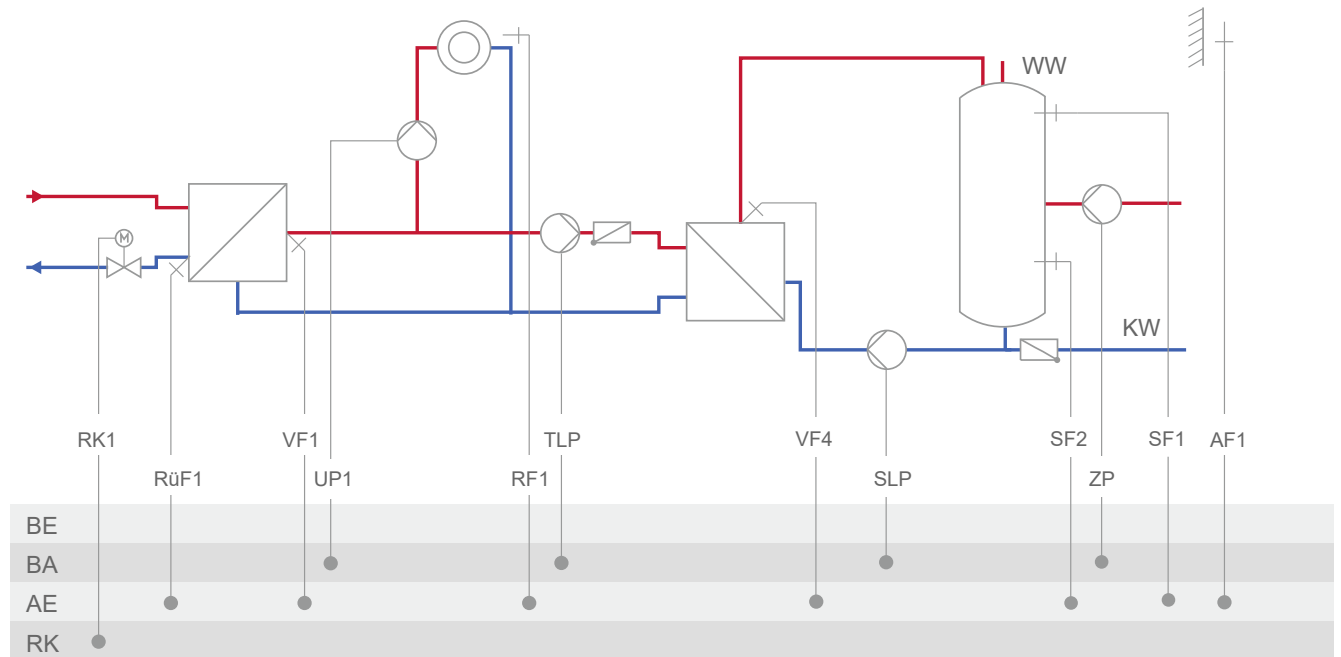 WW
M
KW
RK1 VF1 TLP VF4 SF2 SF1 AF1
RüF1 UP1 RF1 SLP ZP
BE
BA
AE
RK